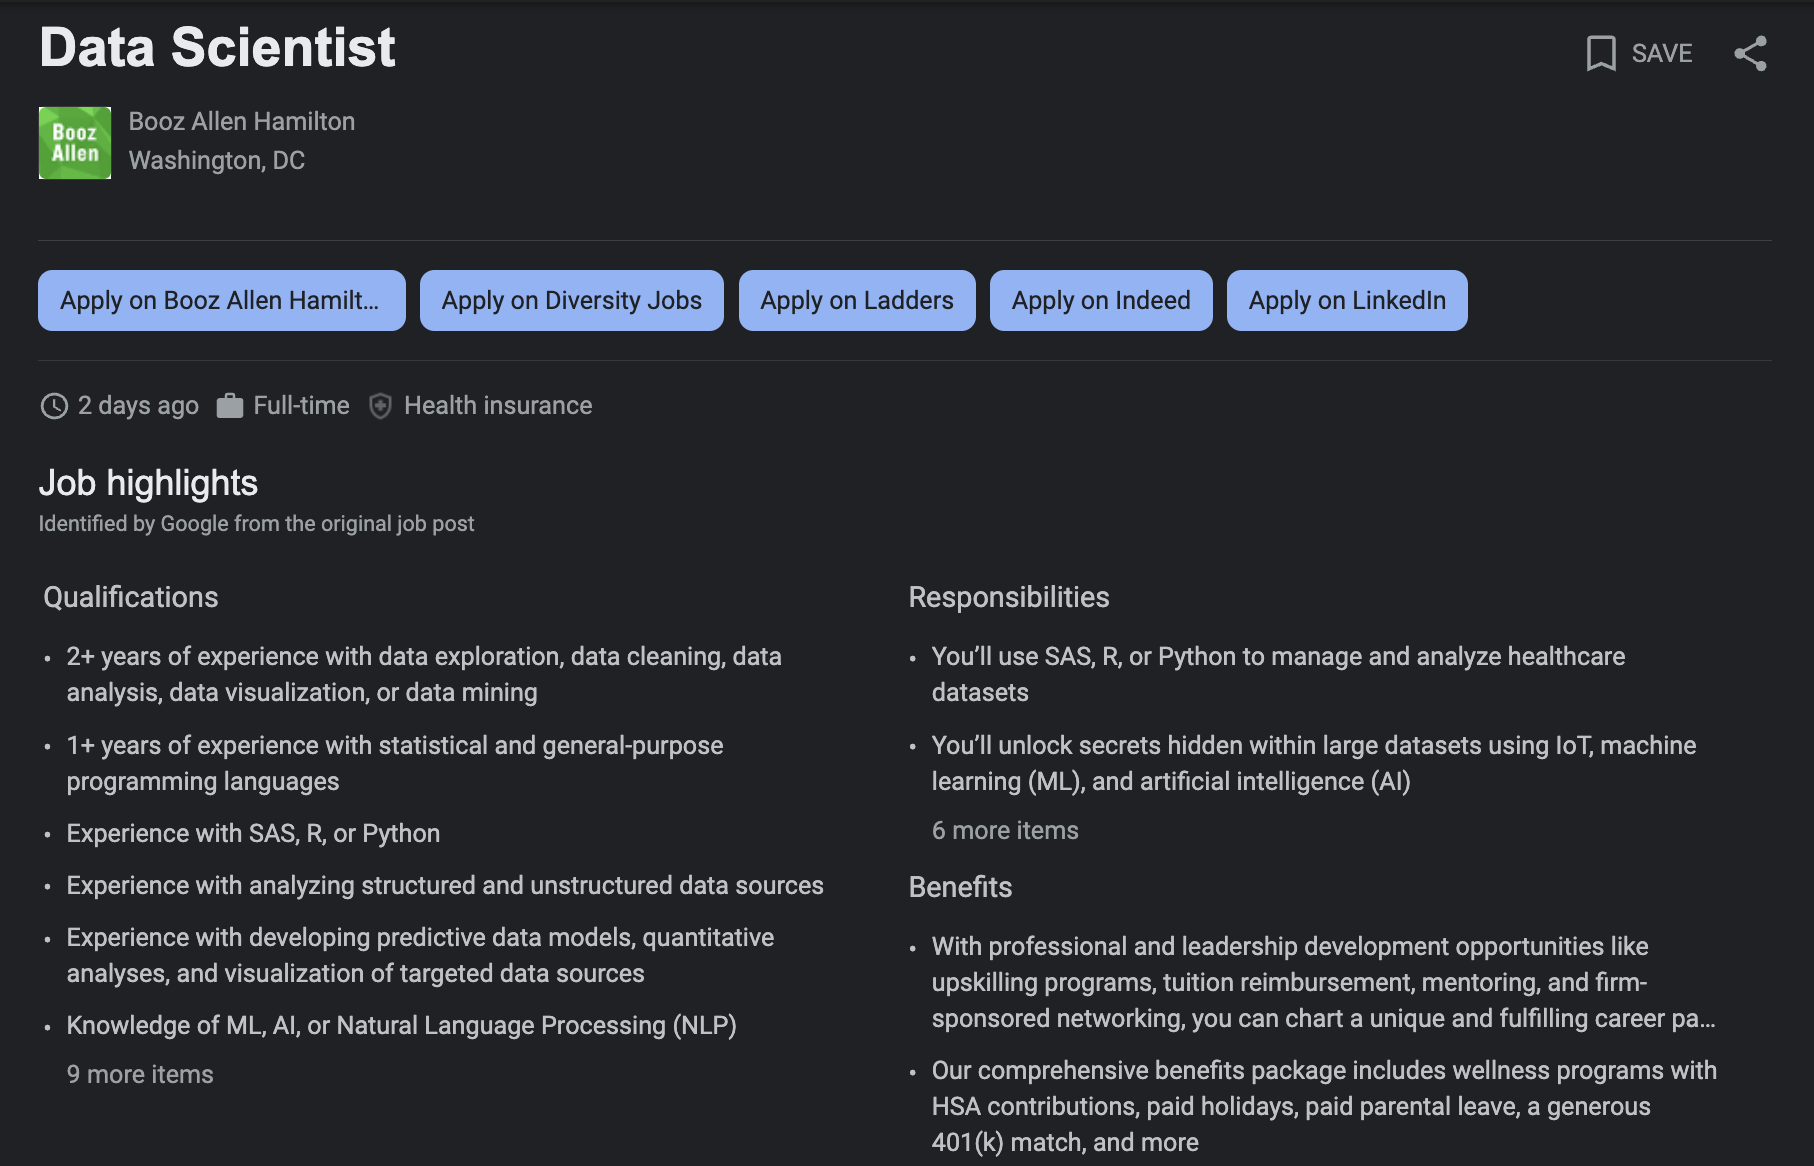 Data Scientist
SAVE
Booz
Allen
Booz Allen Hamilton
Washington, DC
Apply on Booz Allen Hamilt...
Apply on Diversity Jobs
Apply on Ladders
Apply on Indeed
Apply on LinkedIn
2 days ago
Full-time
Health insurance
Job highlights
Identified by Google from the original job post
Qualifications
• 2+ years of experience with data exploration, data cleaning, data
analysis, data visualization, or data mining
• 1+ years of experience with statistical and general-purpose
programming languages
• Experience with SAS, R, or Python
• Experience with analyzing structured and unstructured data sources
• Experience with developing predictive data models, quantitative
analyses, and visualization of targeted data sources
• Knowledge of ML, AI, or Natural Language Processing (NLP)
9 more items
Responsibilities
• You’ll use SAS, R, or Python to manage and analyze healthcare
datasets
• You’ll unlock secrets hidden within large datasets using IoT, machine
learning (ML), and artificial intelligence (AI)
6 more items
Benefits
• With professional and leadership development opportunities like
upskilling programs, tuition reimbursement, mentoring, and firm-
sponsored networking, you can chart a unique and fulfilling career pa...
• Our comprehensive benefits package includes wellness programs with
HSA contributions, paid holidays, paid parental leave, a generous
401(k) match, and more